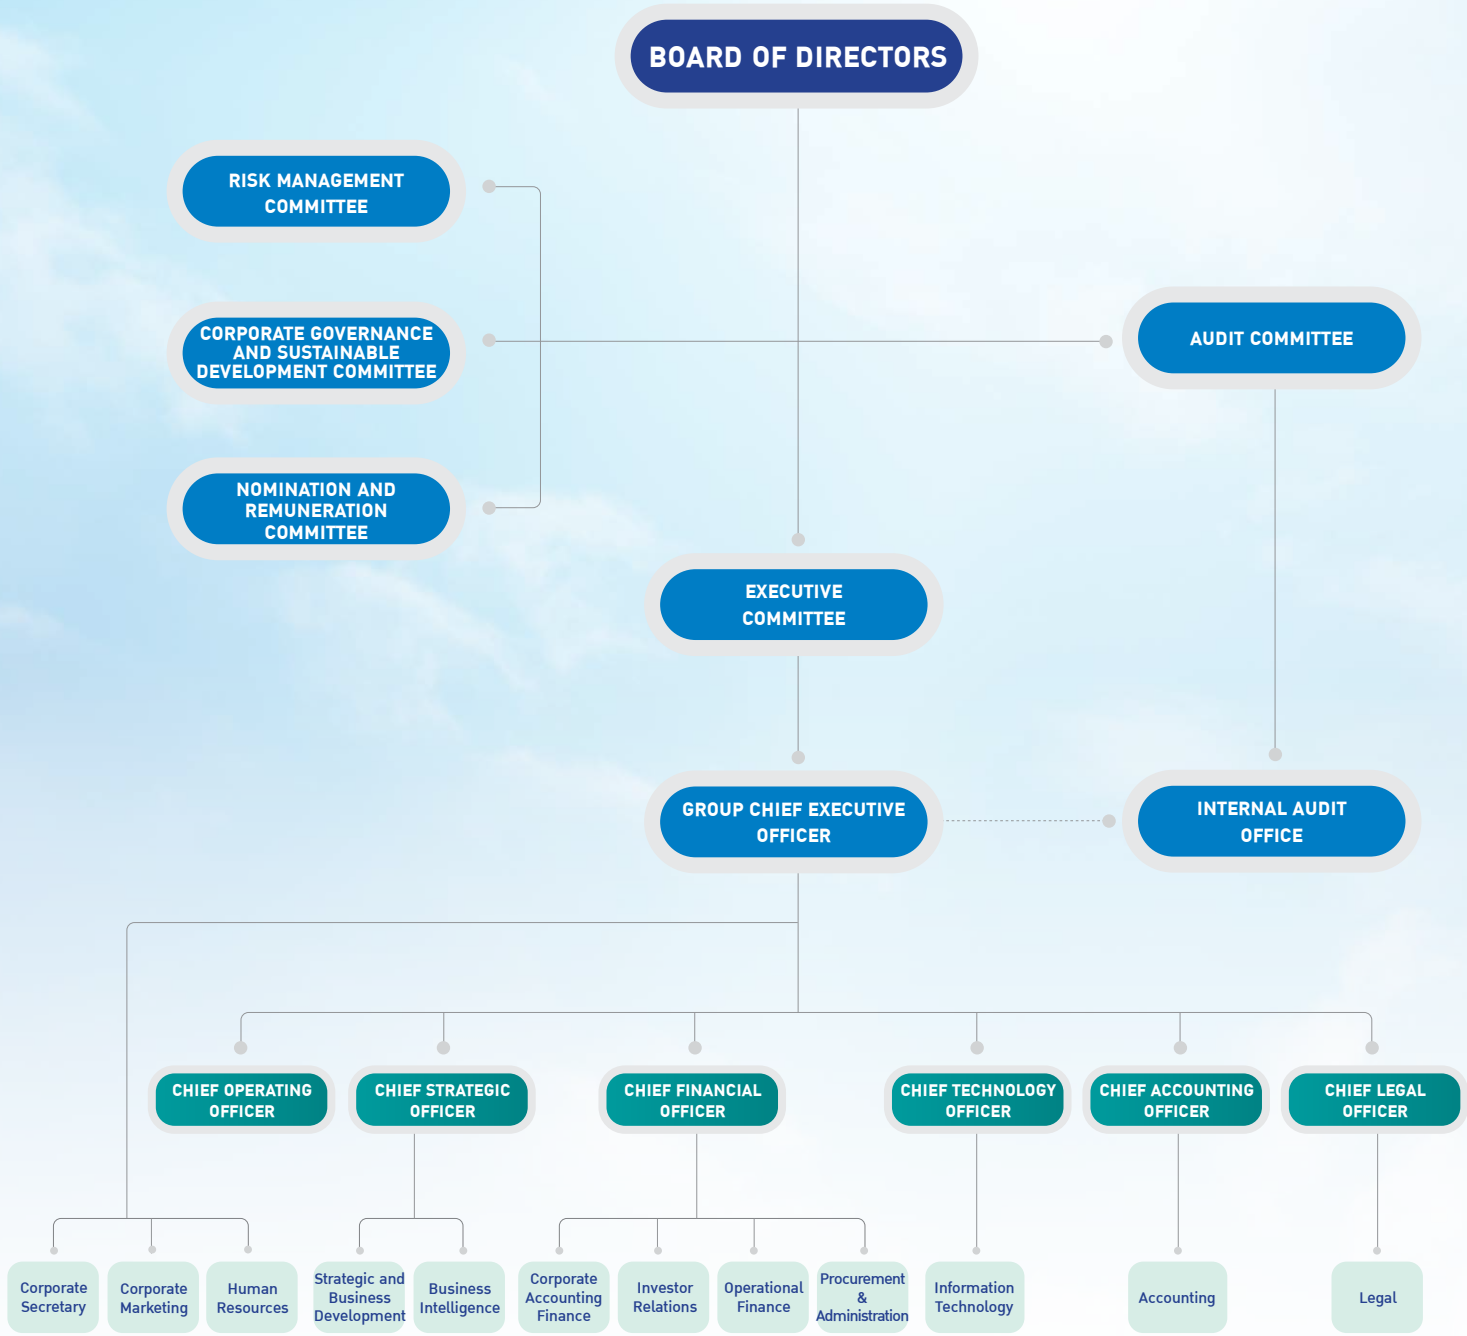 BOARD OF DIRECTORS
RISK MANAGEMENT
COMMITTEE
CORPORATE GOVERNANCE
AND SUSTAINABLE
DEVELOPMENT COMMITTEE
AUDIT COMMITTEE
NOMINATION AND
REMUNERATION
COMMITTEE
EXECUTIVE
COMMITTEE
GROUP CHIEF EXECUTIVE
OFFICER
INTERNAL AUDIT
OFFICE
CHIEF OPERATING
OFFICER
CHIEF STRATEGIC
OFFICER
CHIEF FINANCIAL
OFFICER
CHIEF TECHNOLOGY
OFFICER
CHIEF ACCOUNTING
OFFICER
CHIEF LEGAL
OFFICER
Corporate
Secretary
Corporate
Marketing
Human
Resources
Strategic and
Business
Development
Business
Intelligence
Corporate
Accounting
Finance
Investor
Relations
Operational
Finance
Procurement
&
Administration
Information
Technology
Accounting
Legal